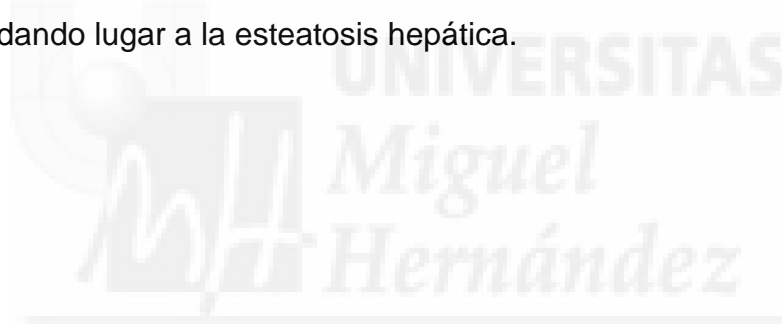 dando lugar a la esteatosis hepática.
UNIVERSITAS
Miguel
Hernández